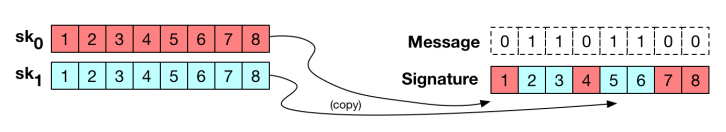 sk0 1 2 3 4 5 6 7 8
sk1 1 2 3 4 5 6 7 8
(copy)
Message 0 1 1 0 1 1 0 0
Signature 1 2 3 4 5 6 7 8